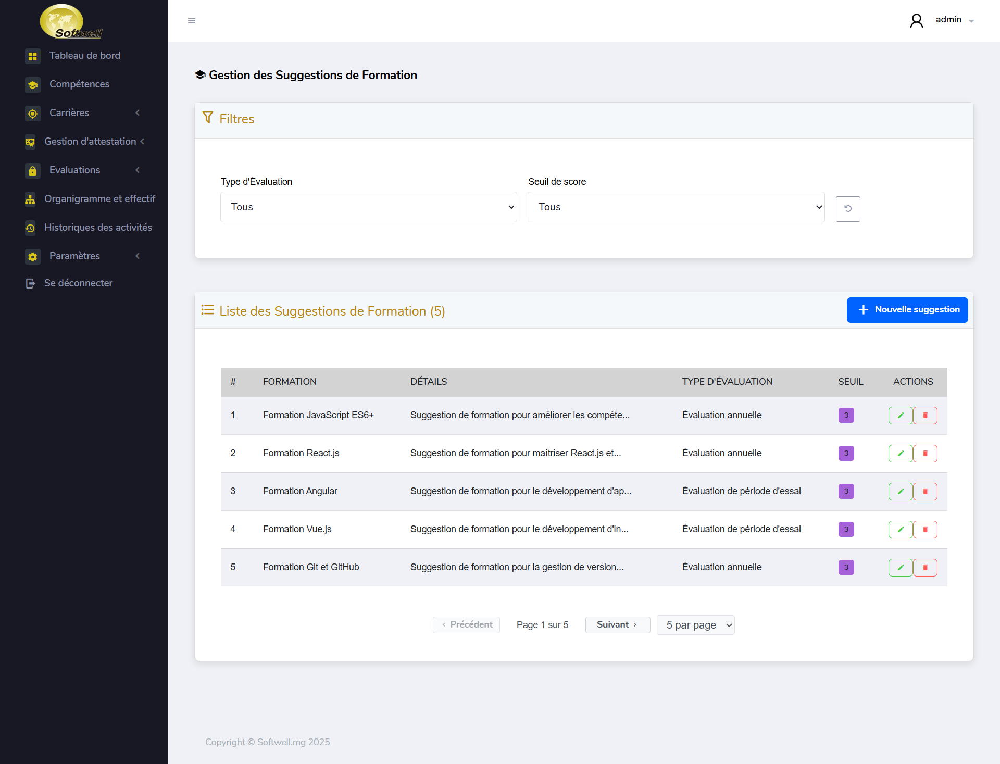 Softwell
Tableau de bord
Compétences
Carrières
Gestion d'attestation
Evaluations
Organigramme et effectif
Historiques des activités
Paramètres
Se déconnecter
admin
Gestion des Suggestions de Formation
Filtres
Type d'Évaluation
Seuil de score
Tous
Tous
Liste des Suggestions de Formation (5)
Nouvelle suggestion
# FORMATION DÉTAILS TYPE D'ÉVALUATION SEUIL ACTIONS
1 Formation JavaScript ES6+ Suggestion de formation pour améliorer les compéte... Évaluation annuelle 3
2 Formation React.js Suggestion de formation pour maîtriser React.js et... Évaluation annuelle 3
3 Formation Angular Suggestion de formation pour le développement d'ap... Évaluation de période d'essai 3
4 Formation Vue.js Suggestion de formation pour le développement d'in... Évaluation de période d'essai 3
5 Formation Git et GitHub Suggestion de formation pour la gestion de version... Évaluation annuelle 3
‹ Précédent Page 1 sur 5 Suivant › 5 par page
Copyright © Softwell.mg 2025